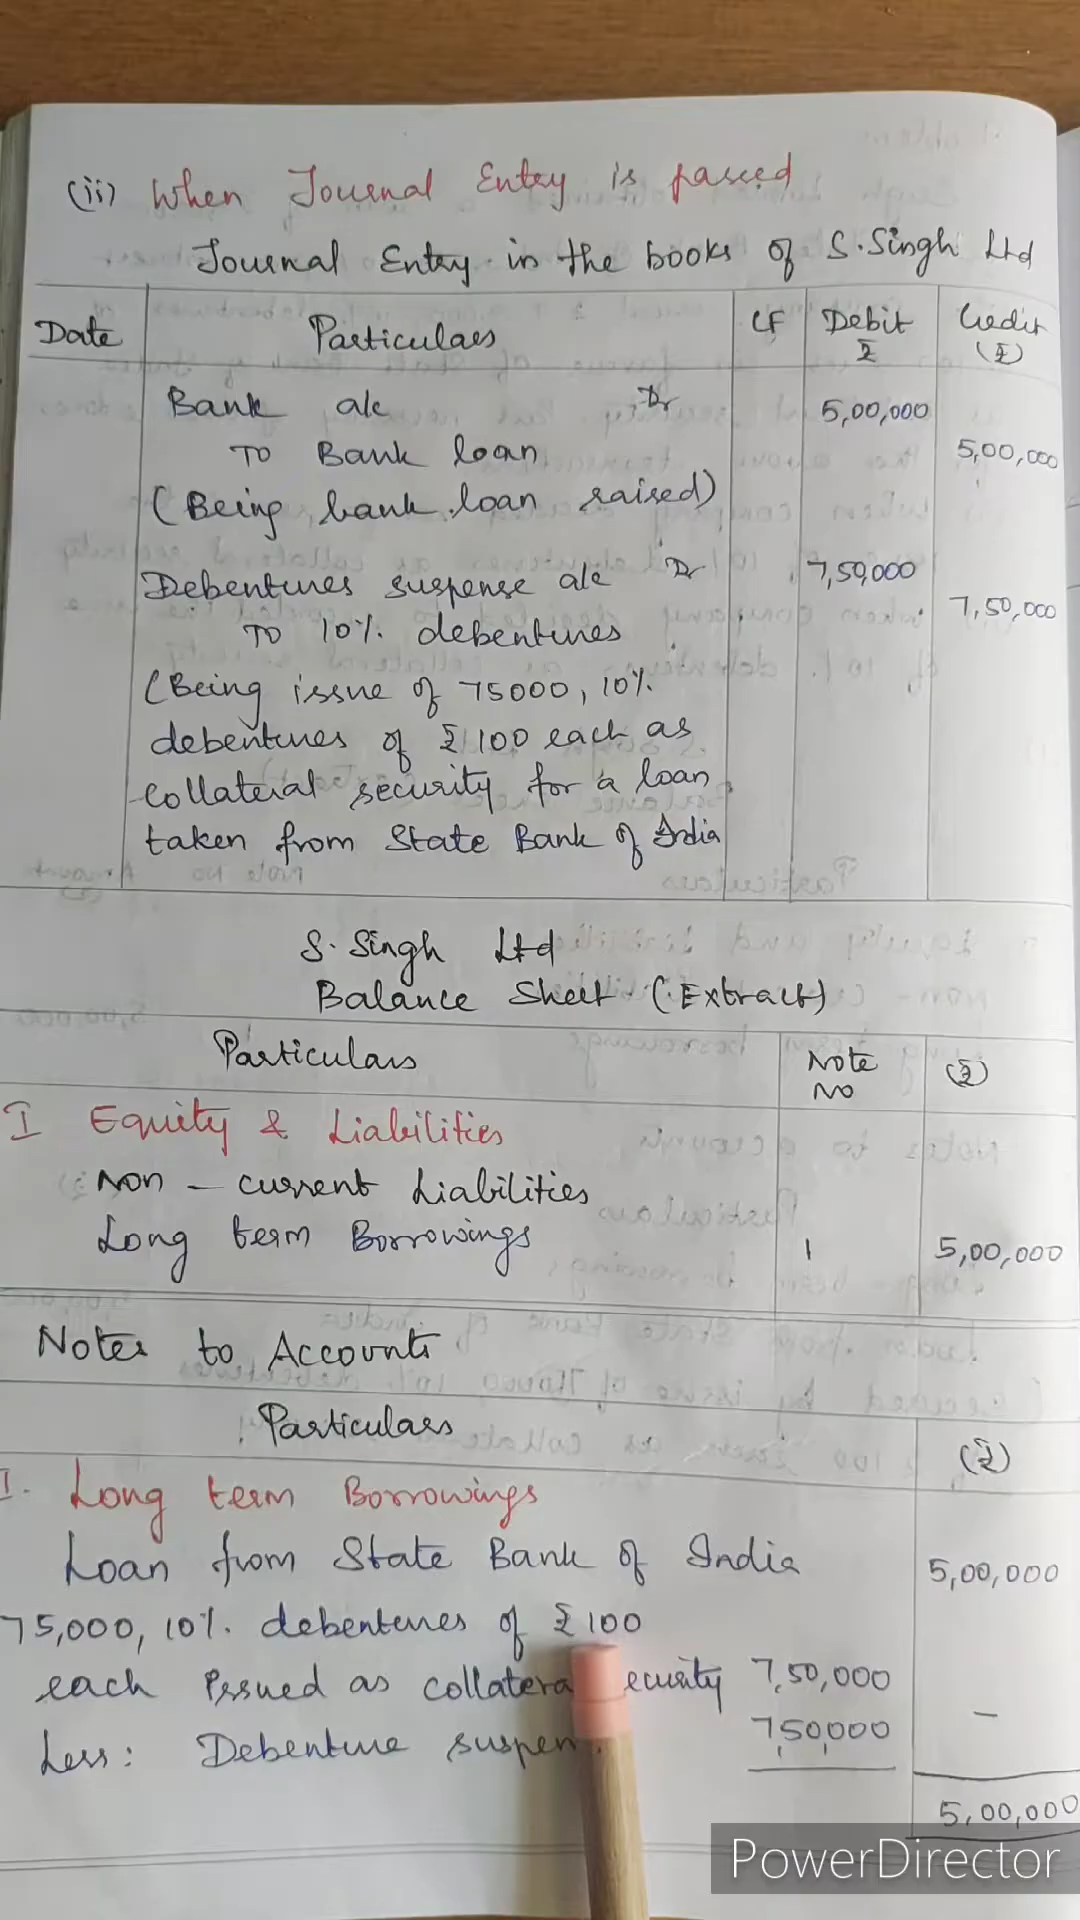 (ii) When Journal Entry is passed
Journal Entry in the books of S. Singh Ltd
Date Particulars LF Debit ₹ Credit (₹)
Bank a/c Dr 5,00,000
To Bank loan 5,00,000
(Being bank loan raised)
Debentures suspense a/c Dr 7,50,000
To 10% debentures 7,50,000
(Being issue of 75000, 10%
debentures of ₹ 100 each as
collateral security for a loan
taken from State Bank of India
S. Singh Ltd
Balance Sheet (Extract)
Particulars Note No (₹)
I Equity & Liabilities
Non - current Liabilities
Long term Borrowings 1 5,00,000
Notes to Accounts
Particulars (₹)
I. Long term Borrowings
Loan from State Bank of India 5,00,000
75,000, 10% debentures of ₹ 100
each issued as collatera ecurity 7,50,000 –
Less: Debenture suspen 7,50,000
5,00,000
PowerDirector